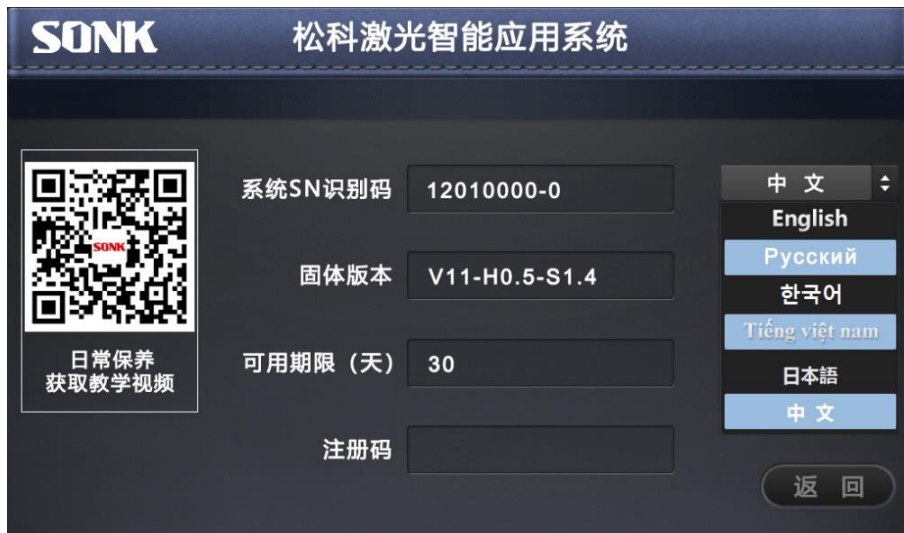 SONK
松科激光智能应用系统
SONK
日常保养
获取教学视频
系统SN识别码 12010000-0
固体版本 V11-H0.5-S1.4
可用期限（天） 30
注册码
中 文
English
Русский
한국어
Tiếng việt nam
日本語
中 文
返 回